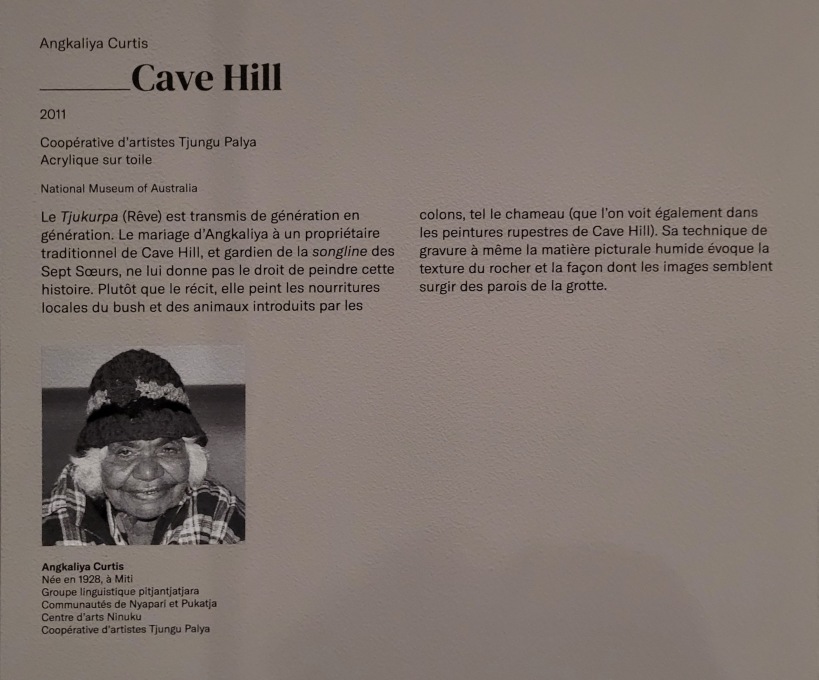 Angkaliya Curtis
Cave Hill
2011
Coopérative d'artistes Tjungu Palya
Acrylique sur toile
National Museum of Australia
Le Tjukurpa (Rêve) est transmis de génération en
génération. Le mariage d'Angkaliya à un propriétaire
traditionnel de Cave Hill, et gardien de la songline des
Sept Sœurs, ne lui donne pas le droit de peindre cette
histoire. Plutôt que le récit, elle peint les nourritures
locales du bush et des animaux introduits par les
colons, tel le chameau (que l'on voit également dans
les peintures rupestres de Cave Hill). Sa technique de
gravure à même la matière picturale humide évoque la
texture du rocher et la façon dont les images semblent
surgir des parois de la grotte.
Angkaliya Curtis
Née en 1928, à Miti
Groupe linguistique pitjantjatjara
Communautés de Nyapari et Pukatja
Centre d'arts Ninuku
Coopérative d'artistes Tjungu Palya